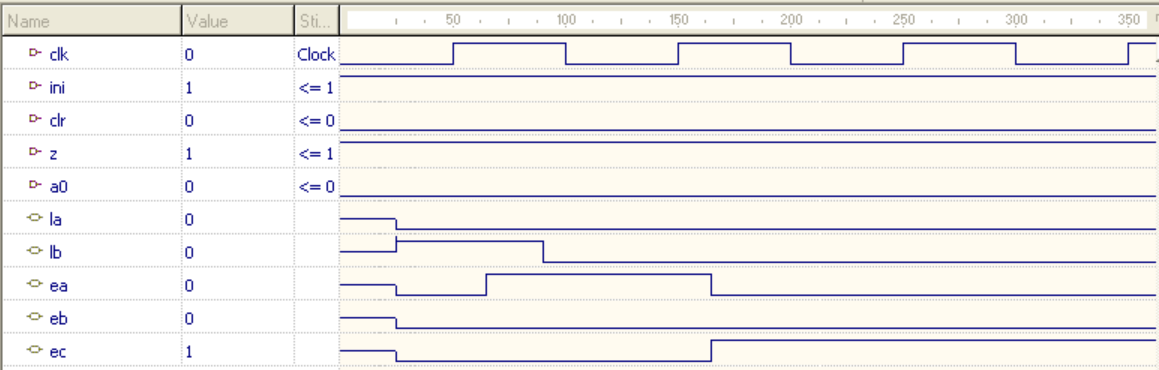 Name Value Sti... 50 100 150 200 250 300 350
clk 0 Clock
ini 1 <= 1
clr 0 <= 0
z 1 <= 1
a0 0 <= 0
la 0
lb 0
ea 0
eb 0
ec 1